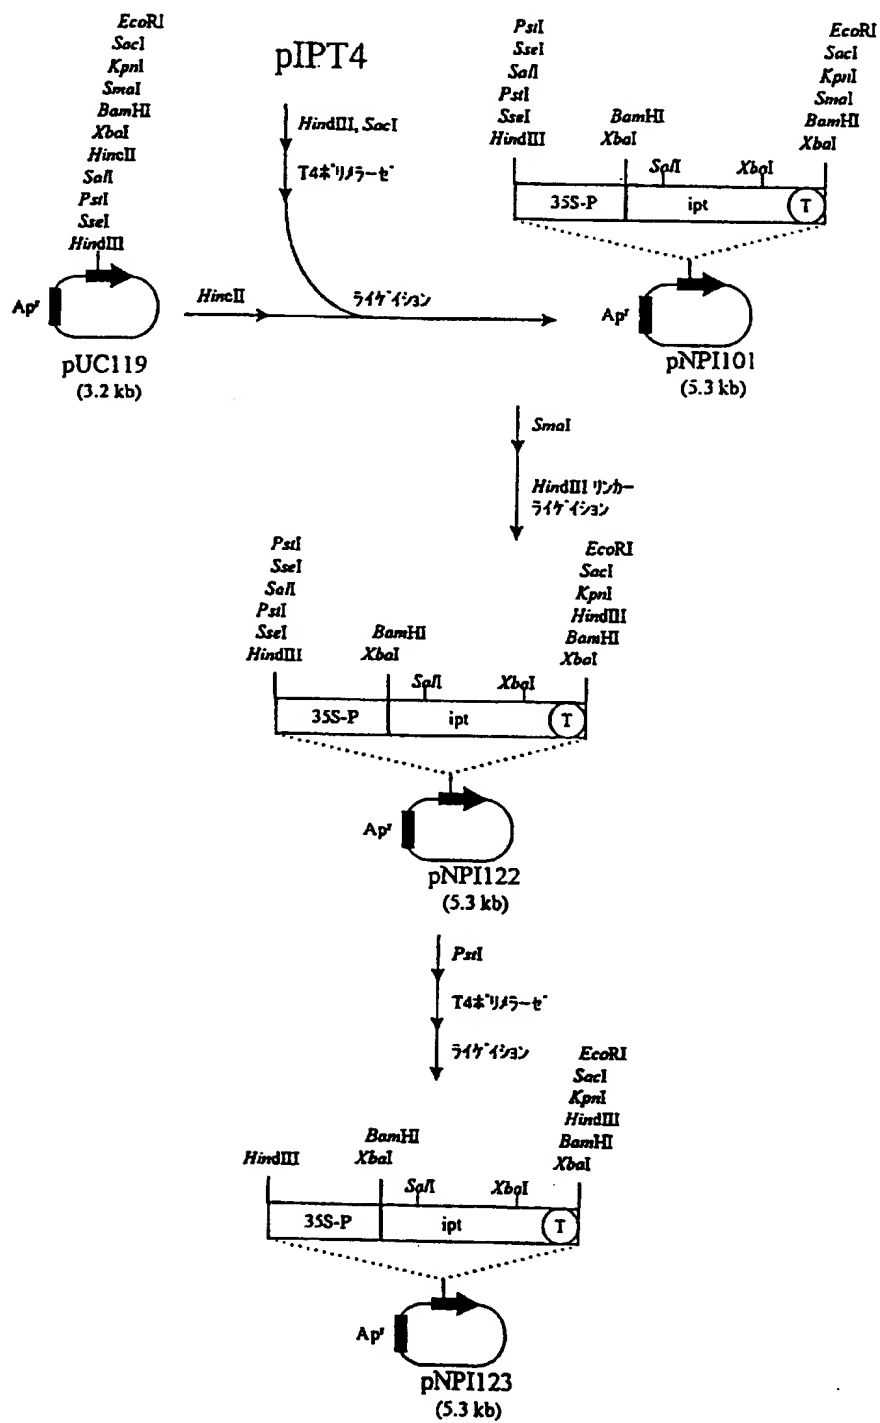 EcoRI
SacI
KpnI
SmaI
BamHI
XbaI
HincII
SalI
PstI
SseI
HindIII
Apʳ
pUC119
(3.2 kb)
pIPT4
HindIII, SacI
T4ポリメラーゼ
HincII
ライゲイション
PstI
SseI
SalI
PstI
SseI
HindIII
BamHI
XbaI
SalI
XbaI
EcoRI
SacI
KpnI
SmaI
BamHI
XbaI
35S-P
ipt
T
Apʳ
pNPI101
(5.3 kb)
SmaI
HindIII リンカー
ライゲイション
PstI
SseI
SalI
PstI
SseI
HindIII
BamHI
XbaI
SalI
XbaI
EcoRI
SacI
KpnI
HindIII
BamHI
XbaI
35S-P
ipt
T
Apʳ
pNPI122
(5.3 kb)
PstI
T4ポリメラーゼ
ライゲイション
HindIII
BamHI
XbaI
SalI
XbaI
EcoRI
SacI
KpnI
HindIII
BamHI
XbaI
35S-P
ipt
T
Apʳ
pNPI123
(5.3 kb)